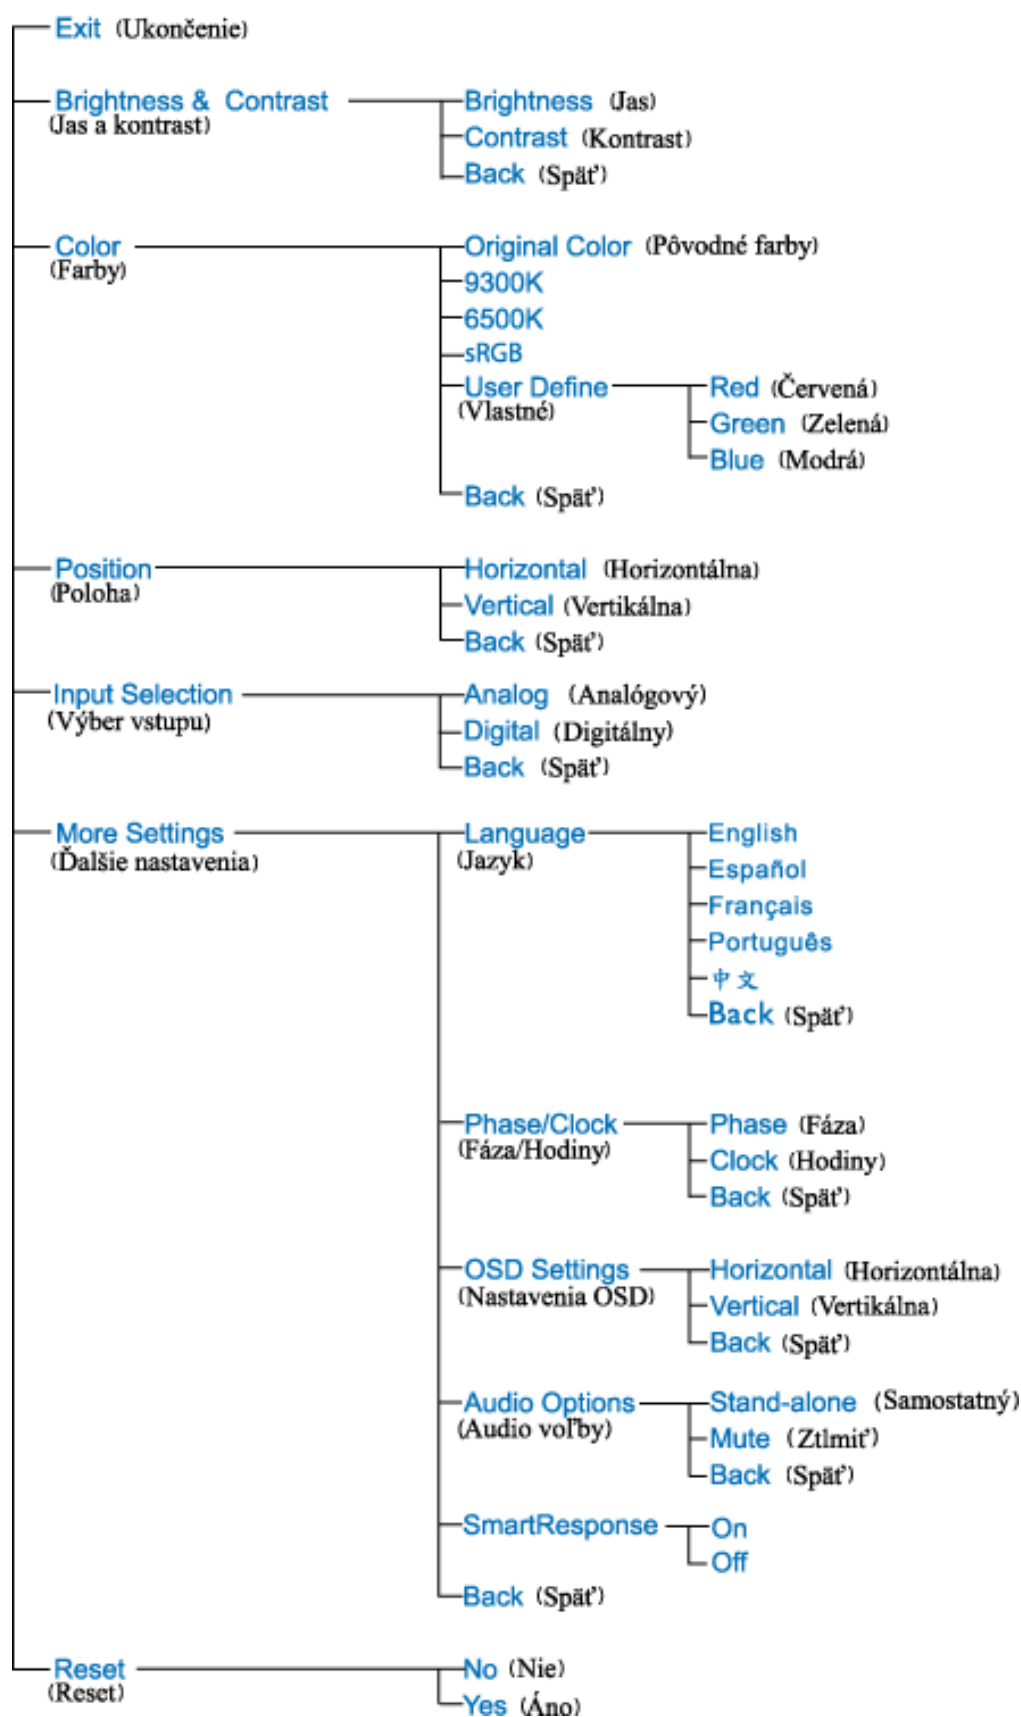 Exit (Ukončenie)
Brightness & Contrast
(Jas a kontrast)
Brightness (Jas)
Contrast (Kontrast)
Back (Späť)
Color
(Farby)
Original Color (Pôvodné farby)
9300K
6500K
sRGB
User Define
(Vlastné)
Red (Červená)
Green (Zelená)
Blue (Modrá)
Back (Späť)
Position
(Poloha)
Horizontal (Horizontálna)
Vertical (Vertikálna)
Back (Späť)
Input Selection
(Výber vstupu)
Analog (Analógový)
Digital (Digitálny)
Back (Späť)
More Settings
(Ďalšie nastavenia)
Language
(Jazyk)
English
Español
Français
Português
中文
Back (Späť)
Phase/Clock
(Fáza/Hodiny)
Phase (Fáza)
Clock (Hodiny)
Back (Späť)
OSD Settings
(Nastavenia OSD)
Horizontal (Horizontálna)
Vertical (Vertikálna)
Back (Späť)
Audio Options
(Audio voľby)
Stand-alone (Samostatný)
Mute (Ztlmiť)
Back (Späť)
SmartResponse
On
Off
Back (Späť)
Reset
(Reset)
No (Nie)
Yes (Áno)